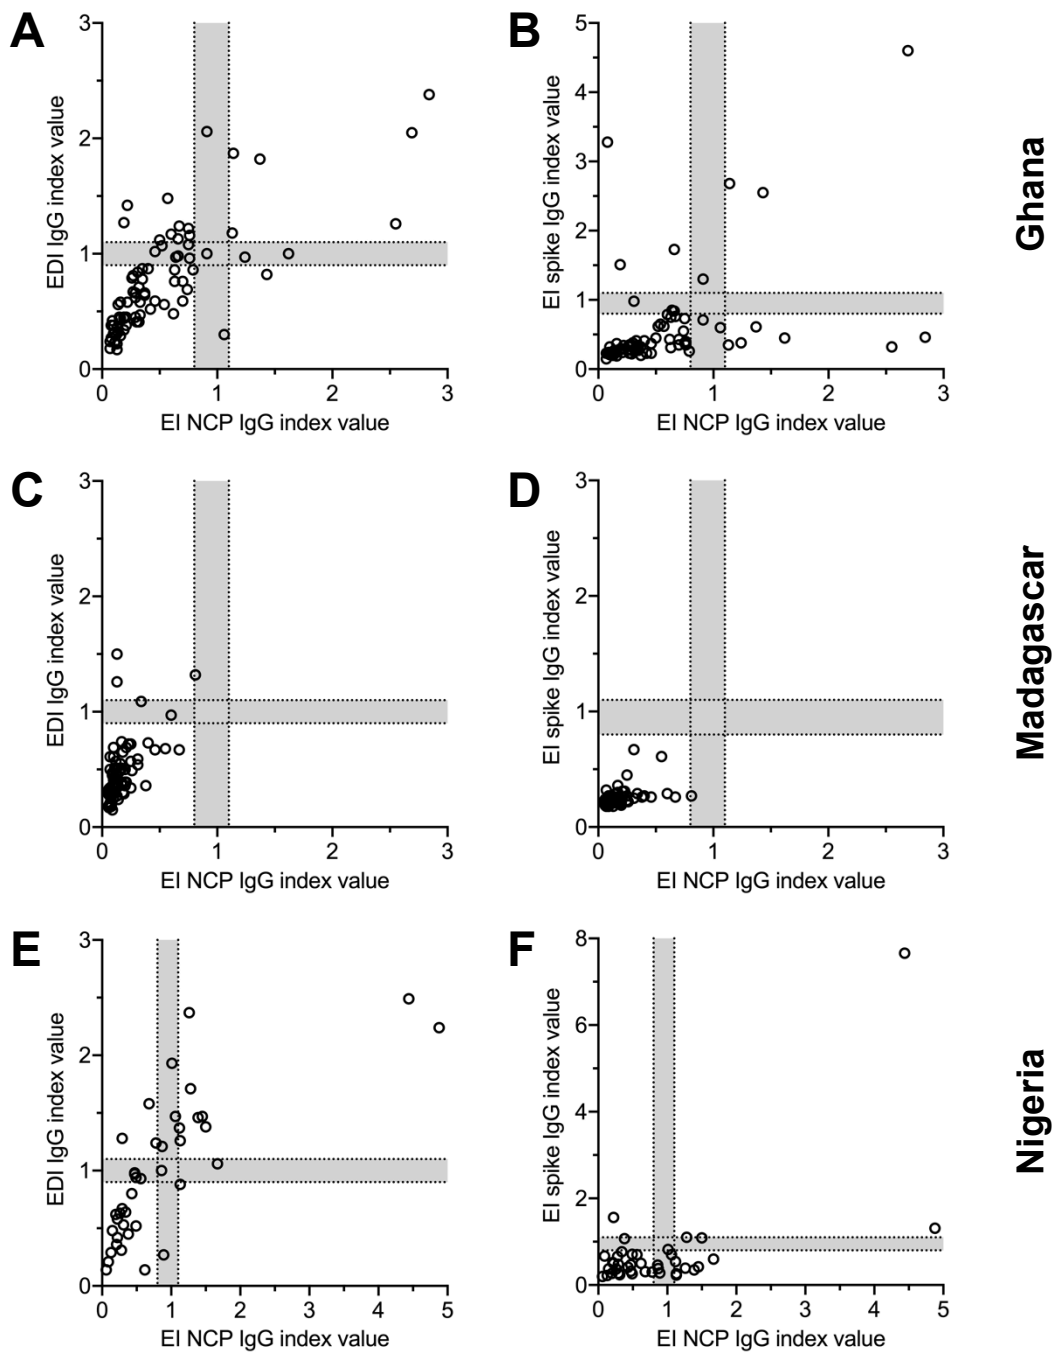 A
B
3
2
1
0
EDI IgG index value
0 1 2 3
EI NCP IgG index value
5
4
3
2
1
0
EI spike IgG index value
0 1 2 3
EI NCP IgG index value
Ghana
C
D
3
2
1
0
EDI IgG index value
0 1 2 3
EI NCP IgG index value
3
2
1
0
EI spike IgG index value
0 1 2 3
EI NCP IgG index value
Madagascar
E
F
3
2
1
0
EDI IgG index value
0 1 2 3 4 5
EI NCP IgG index value
8
6
4
2
0
EI spike IgG index value
0 1 2 3 4 5
EI NCP IgG index value
Nigeria